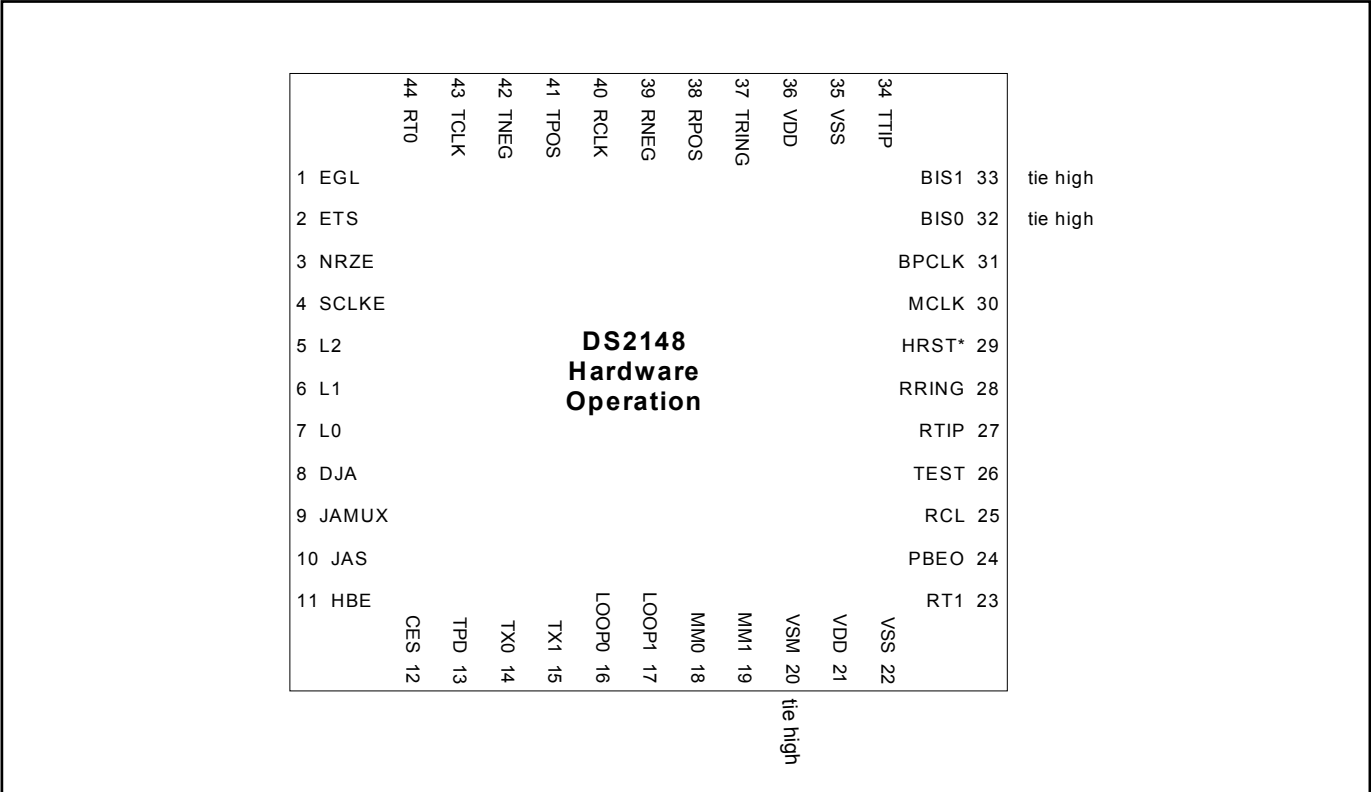 44 RT0
43 TCLK
42 TNEG
41 TPOS
40 RCLK
39 RNEG
38 RPOS
37 TRING
36 VDD
35 VSS
34 TTIP
1 EGL
2 ETS
3 NRZE
4 SCLKE
5 L2
6 L1
7 L0
8 DJA
9 JAMUX
10 JAS
11 HBE
DS2148
Hardware
Operation
BIS1 33 tie high
BIS0 32 tie high
BPCLK 31
MCLK 30
HRST* 29
RRING 28
RTIP 27
TEST 26
RCL 25
PBEO 24
RT1 23
CES 12
TPD 13
TX0 14
TX1 15
LOOP0 16
LOOP1 17
MM0 18
MM1 19
VSM 20 tie high
VDD 21
VSS 22